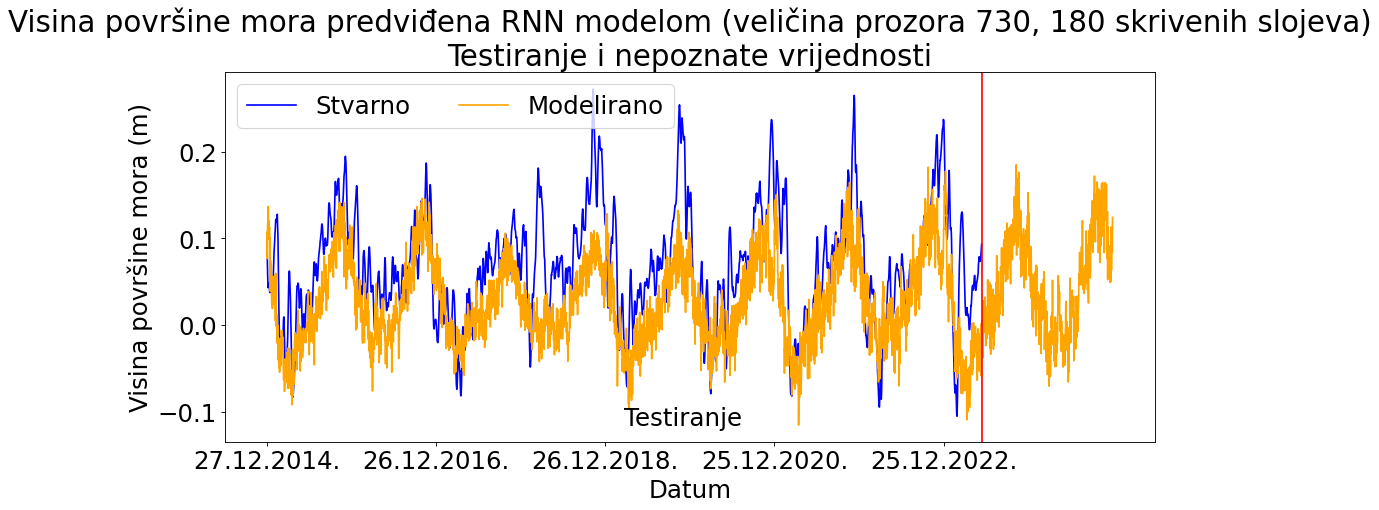 Visina površine mora predviđena RNN modelom (veličina prozora 730, 180 skrivenih slojeva)
Testiranje i nepoznate vrijednosti
Stvarno
Modelirano
Visina površine mora (m)
0.2
0.1
0.0
−0.1
Testiranje
27.12.2014.
26.12.2016.
26.12.2018.
25.12.2020.
25.12.2022.
Datum